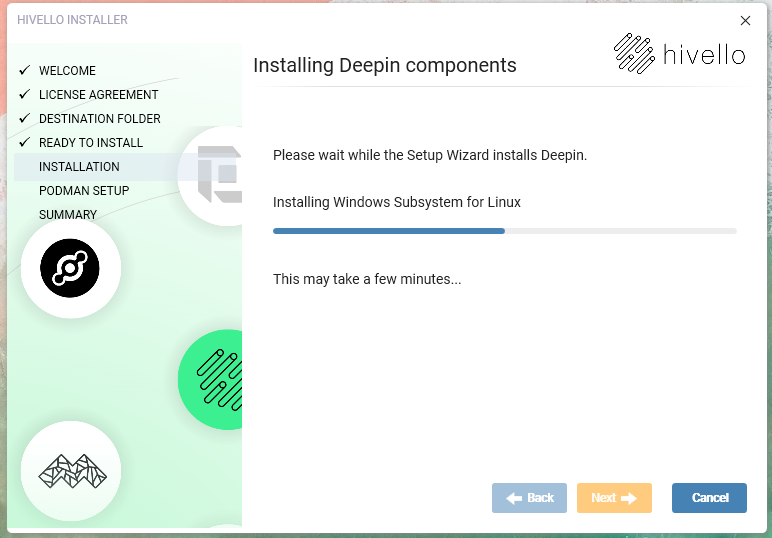 HIVELLO INSTALLER
hivello
Installing Deepin components
WELCOME
LICENSE AGREEMENT
DESTINATION FOLDER
READY TO INSTALL
INSTALLATION
PODMAN SETUP
SUMMARY
Please wait while the Setup Wizard installs Deepin.
Installing Windows Subsystem for Linux
This may take a few minutes...
Back
Next
Cancel